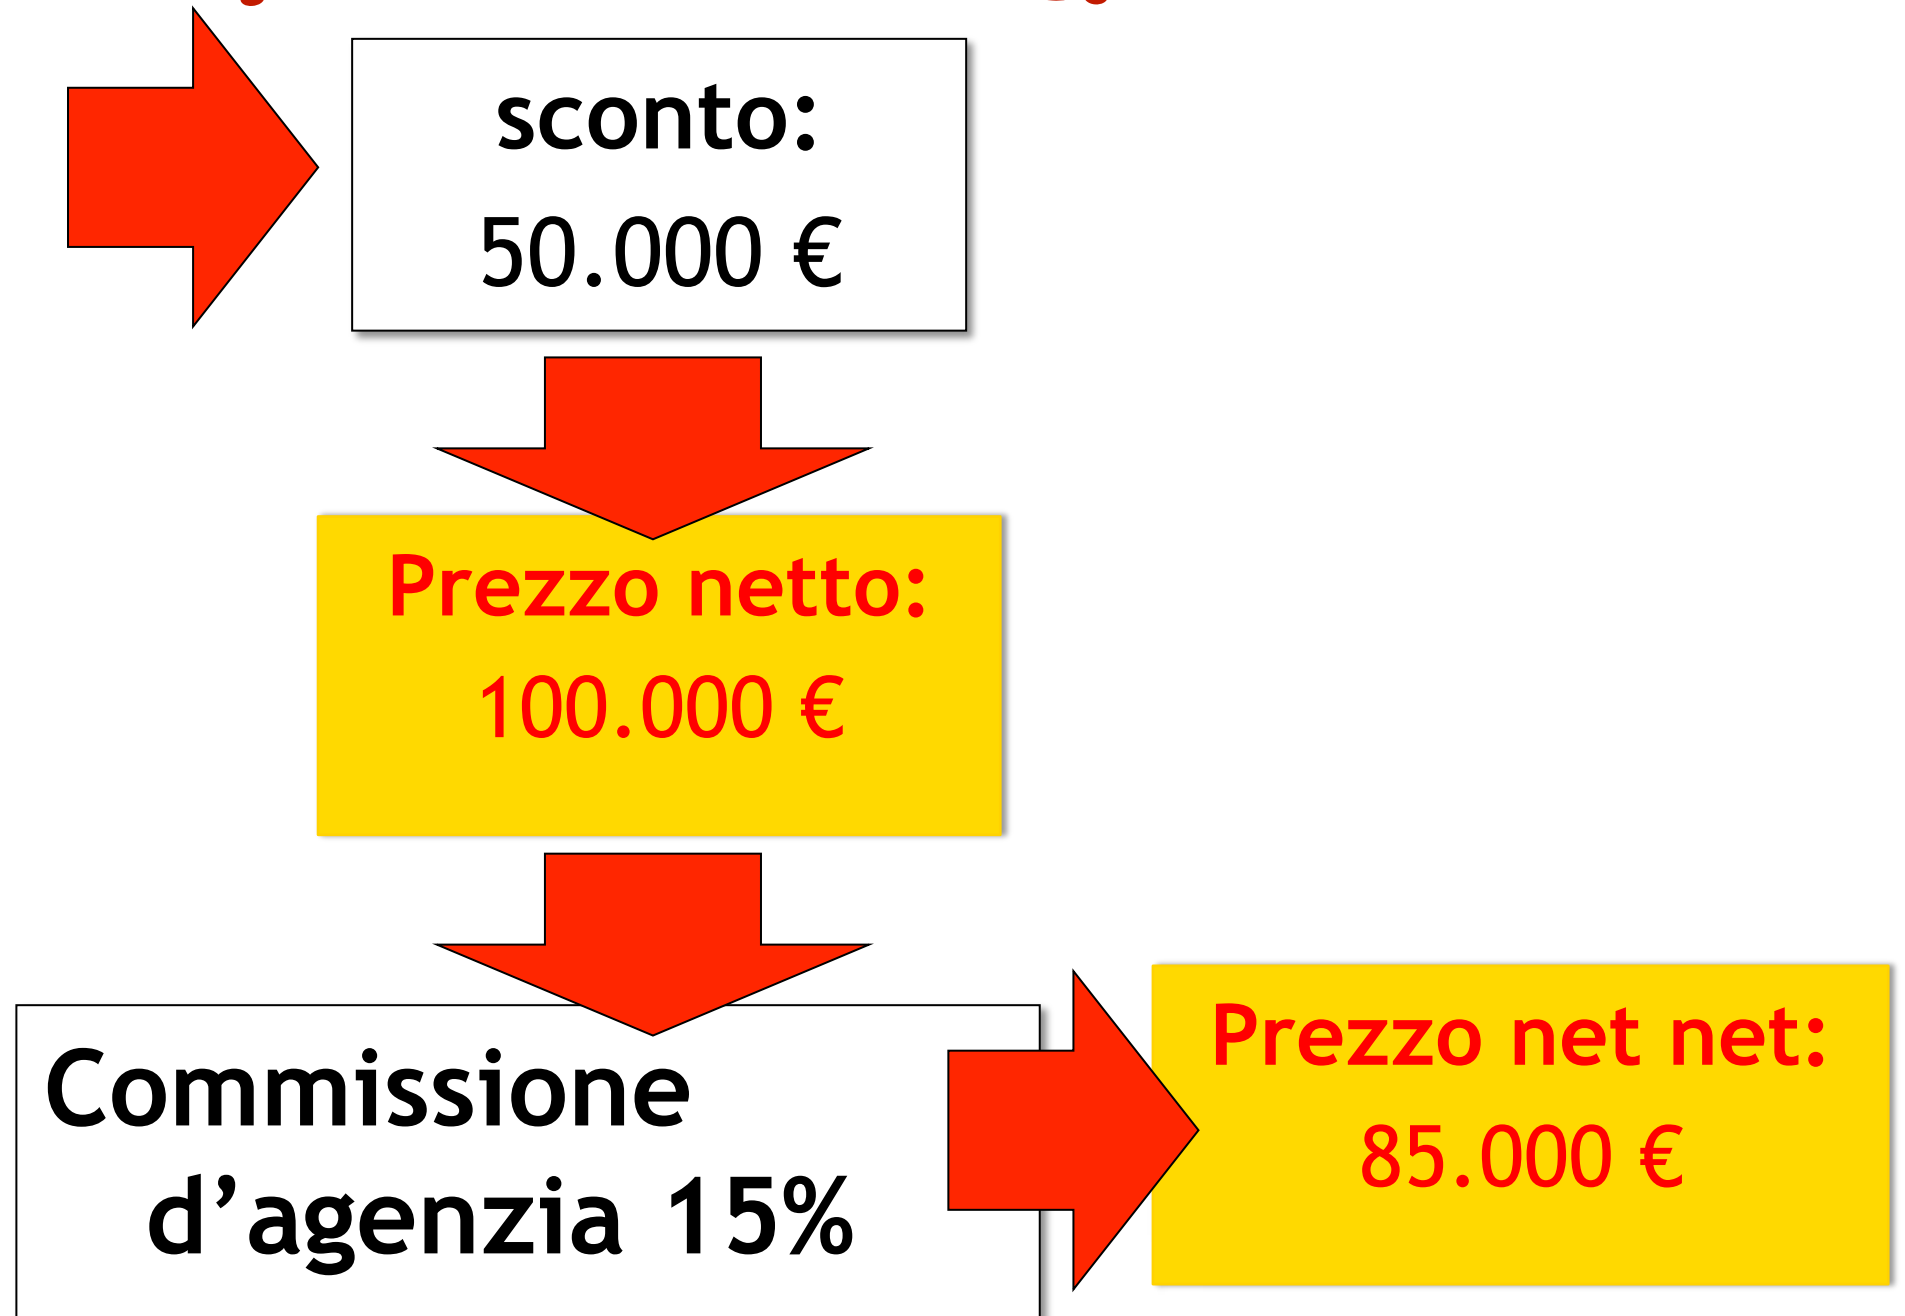 sconto:
50.000 €
Prezzo netto:
100.000 €
Commissione
d’agenzia 15%
Prezzo net net:
85.000 €